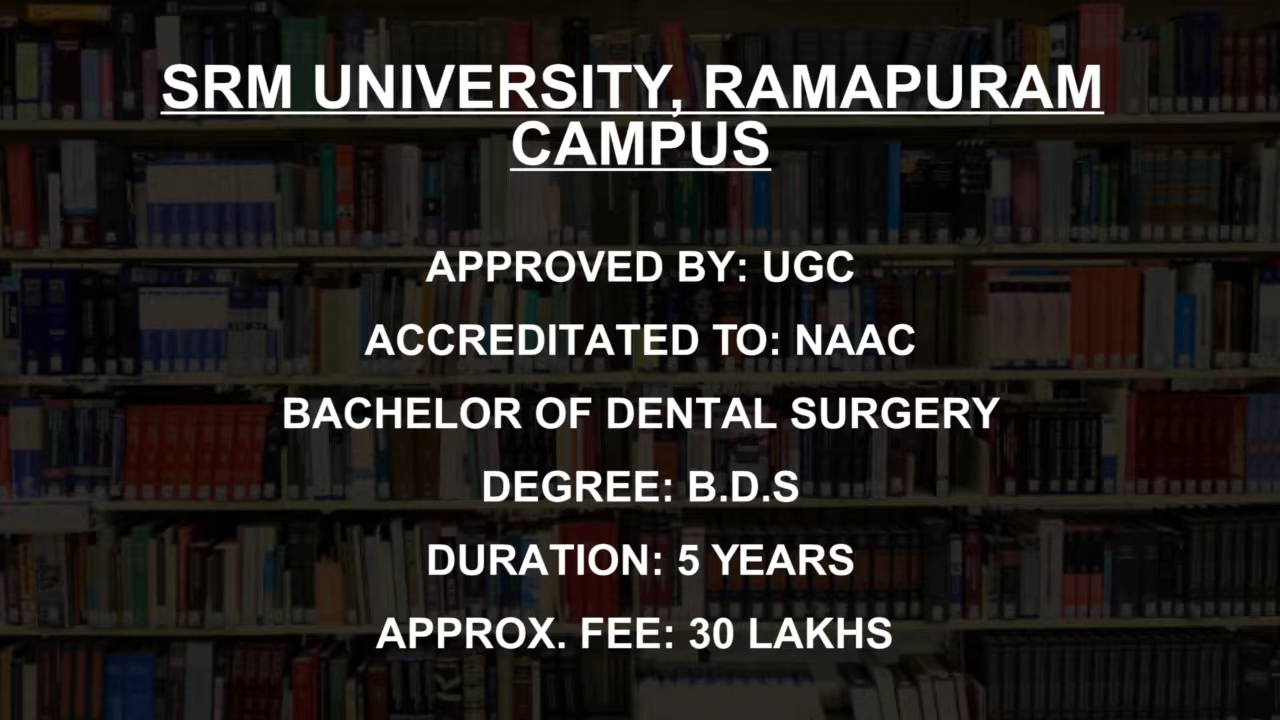 SRM UNIVERSITY, RAMAPURAM
CAMPUS
APPROVED BY: UGC
ACCREDITATED TO: NAAC
BACHELOR OF DENTAL SURGERY
DEGREE: B.D.S
DURATION: 5 YEARS
APPROX. FEE: 30 LAKHS